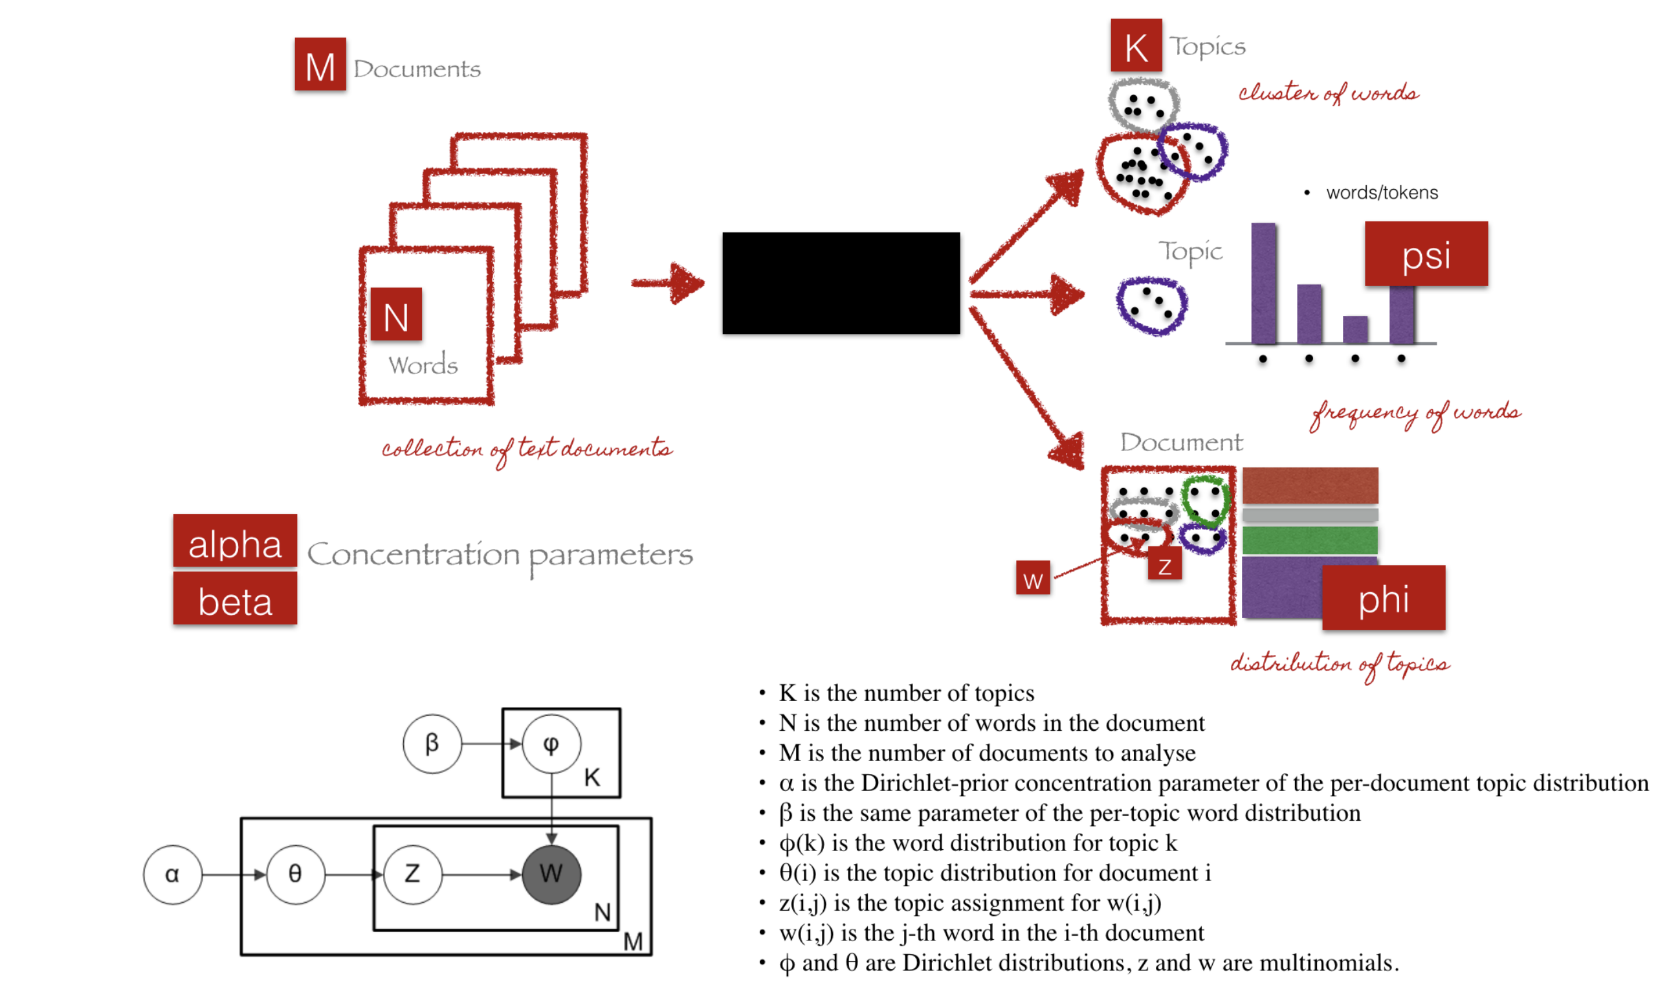 M Documents
N
Words
collection of text documents
alpha
beta
Concentration parameters
K Topics
cluster of words
• words/tokens
Topic
psi
frequency of words
Document
w
z
phi
distribution of topics
β
φ
K
α
θ
Z
W
N
M
• K is the number of topics
• N is the number of words in the document
• M is the number of documents to analyse
• α is the Dirichlet-prior concentration parameter of the per-document topic distribution
• β is the same parameter of the per-topic word distribution
• ϕ(k) is the word distribution for topic k
• θ(i) is the topic distribution for document i
• z(i,j) is the topic assignment for w(i,j)
• w(i,j) is the j-th word in the i-th document
• ϕ and θ are Dirichlet distributions, z and w are multinomials.